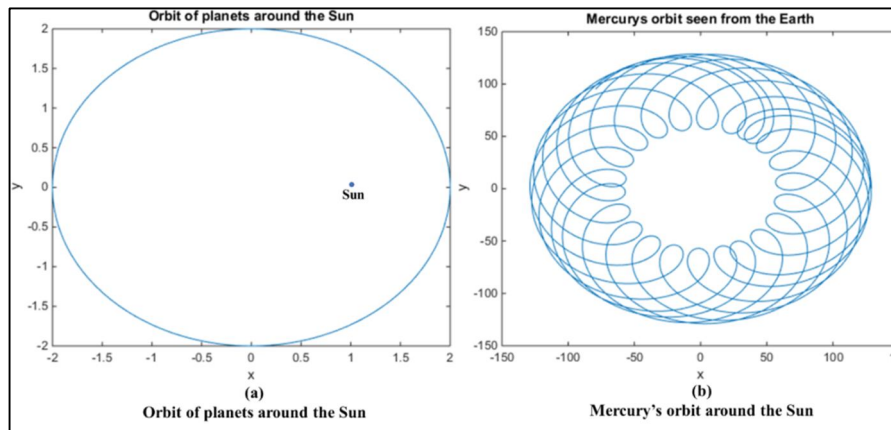 Orbit of planets around the Sun
2
1.5
1
0.5
y
0
-0.5
-1
-1.5
-2
Sun
-2
-1.5
-1
-0.5
0
0.5
1
1.5
2
x
(a)
Orbit of planets around the Sun
Mercurys orbit seen from the Earth
150
100
50
y
0
-50
-100
-150
-150
-100
-50
0
50
100
x
(b)
Mercury's orbit around the Sun